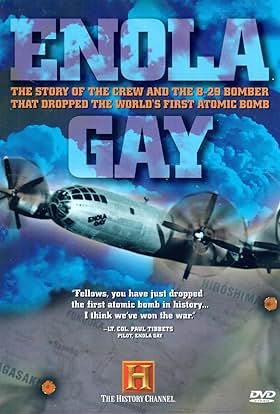 ENOLA
THE STORY OF THE CREW AND THE B-29 BOMBER
THAT DROPPED THE WORLD'S FIRST ATOMIC BOMB
GAY
ENOLA
GAY
HIROSHIMA
"Fellows, you have just dropped
the first atomic bomb in history...
I think we've won the war."
–LT. COL. PAUL TIBBETS
PILOT, ENOLA GAY
NAGASAKI
H
THE HISTORY CHANNEL
DVD